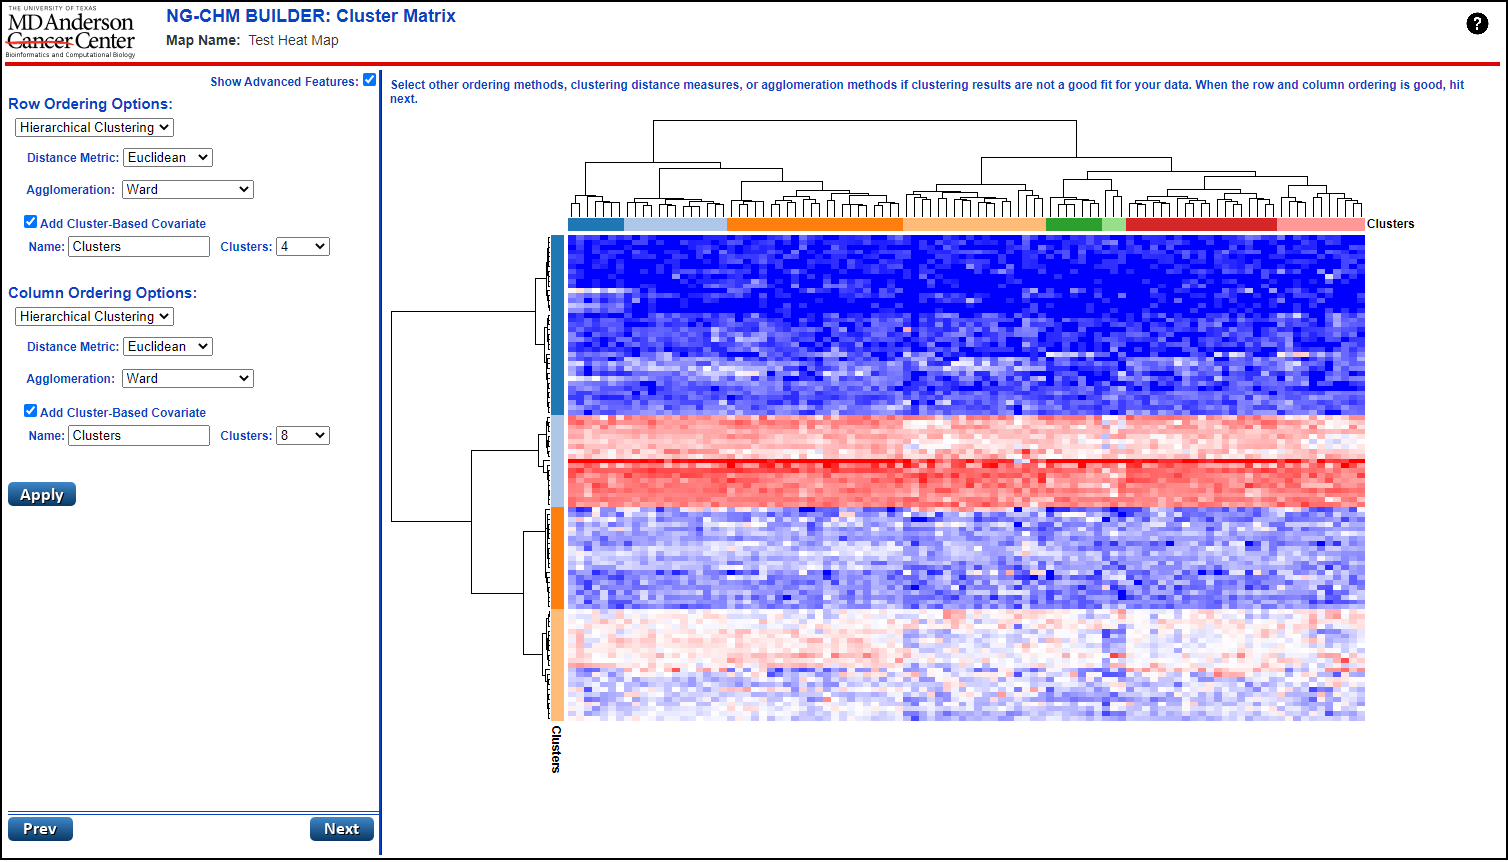 THE UNIVERSITY OF TEXAS
MD Anderson
Cancer Center
Bioinformatics and Computational Biology
NG-CHM BUILDER: Cluster Matrix
Map Name: Test Heat Map
?
Show Advanced Features:
Row Ordering Options:
Hierarchical Clustering
Distance Metric: Euclidean
Agglomeration: Ward
Add Cluster-Based Covariate
Name: Clusters Clusters: 4
Column Ordering Options:
Hierarchical Clustering
Distance Metric: Euclidean
Agglomeration: Ward
Add Cluster-Based Covariate
Name: Clusters Clusters: 8
Apply
Prev
Next
Select other ordering methods, clustering distance measures, or agglomeration methods if clustering results are not a good fit for your data. When the row and column ordering is good, hit
next.
Clusters
Clusters